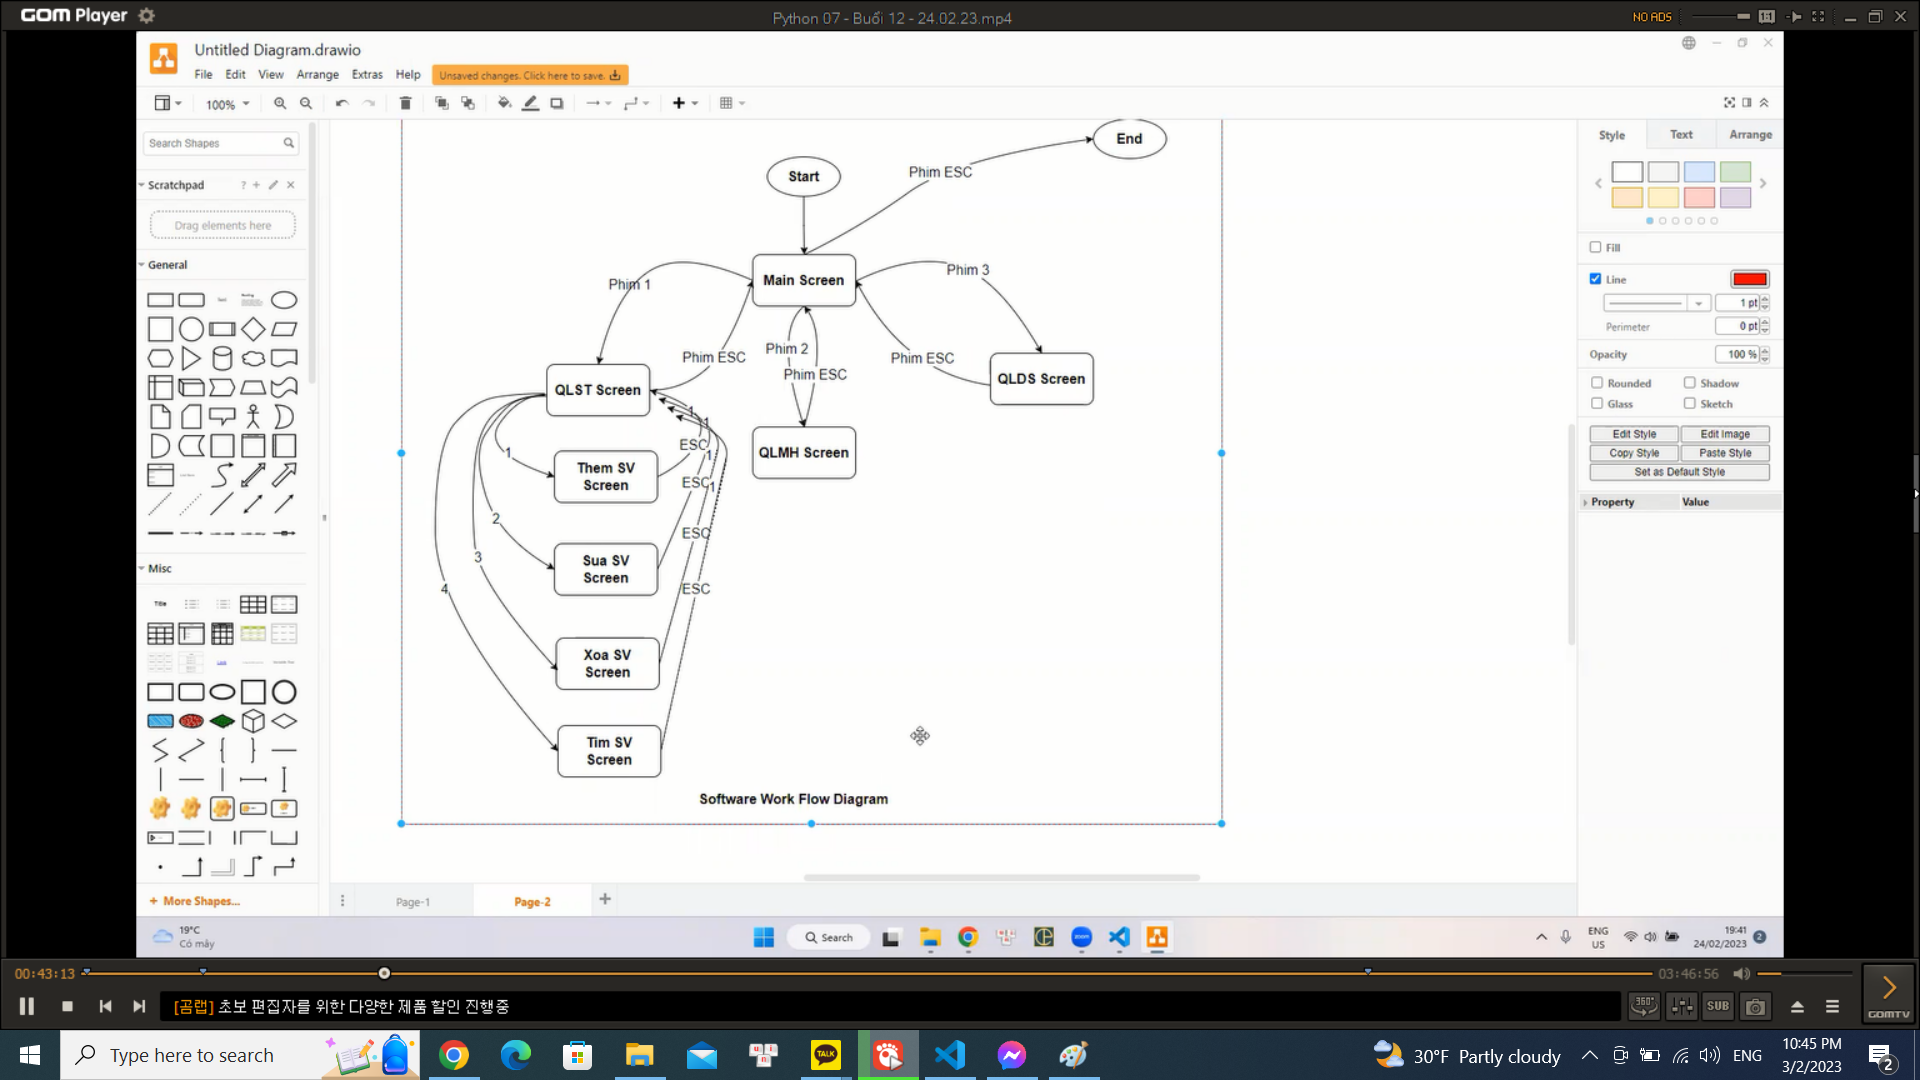 GOM Player
Python 07 - Buổi 12 - 24.02.23.mp4
NO ADS
Untitled Diagram.drawio
File Edit View Arrange Extras Help
Unsaved changes. Click here to save.
100%
Search Shapes
Scratchpad
?
Drag elements here
General
Misc
Title
+ More Shapes...
End
Phim ESC
Start
Main Screen
Phim 1
Phim 3
Phim ESC
Phim 2
Phim ESC
Phim ESC
QLST Screen
QLDS Screen
QLMH Screen
1
1
ESC
1
1
Them SV
Screen
ESC
1
2
ESC
Sua SV
Screen
3
4
ESC
Xoa SV
Screen
Tim SV
Screen
Software Work Flow Diagram
Page-1
Page-2
Style Text Arrange
Fill
Line
1 pt
Perimeter
0 pt
Opacity
100 %
Rounded Shadow
Glass Sketch
Edit Style Edit Image
Copy Style Paste Style
Set as Default Style
Property Value
19°C
Có mây
Search
ENG
US
19:41
24/02/2023
2
00:43:13
03:46:56
[곰랩] 초보 편집자를 위한 다양한 제품 할인 진행중
360°
SUB
GOMTV
Type here to search
TALK
30°F Partly cloudy
ENG
10:45 PM
3/2/2023
2